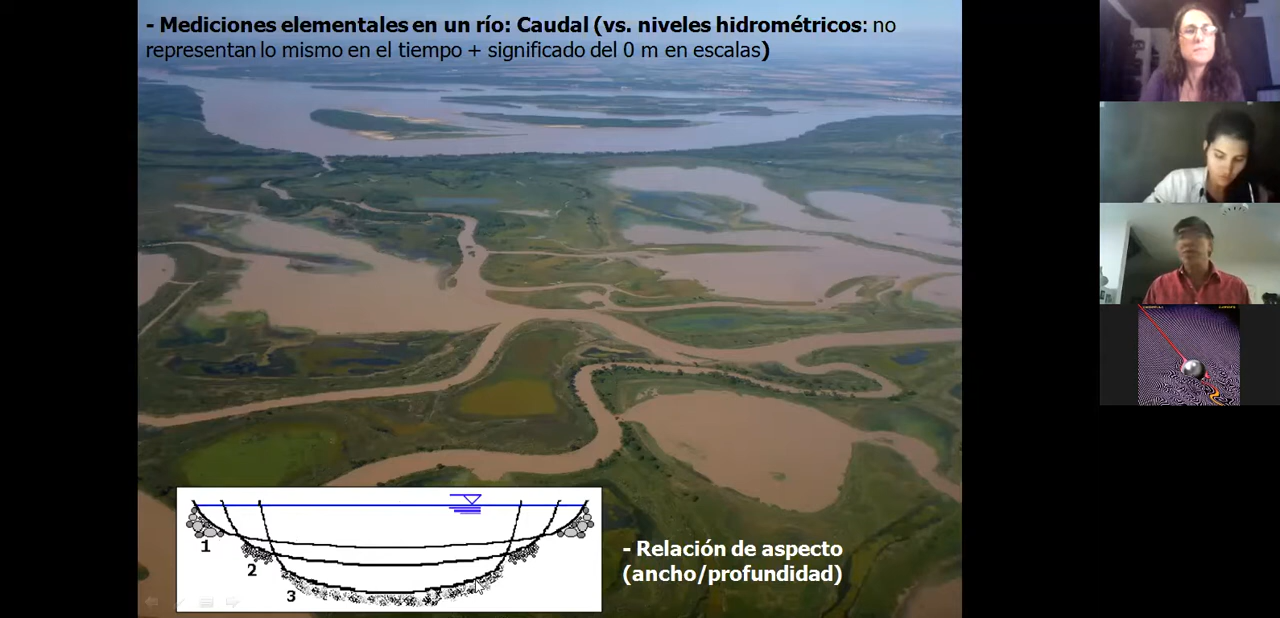 - Mediciones elementales en un río: Caudal (vs. niveles hidrométricos: no
representan lo mismo en el tiempo + significado del 0 m en escalas)
1
2
3
- Relación de aspecto
(ancho/profundidad)